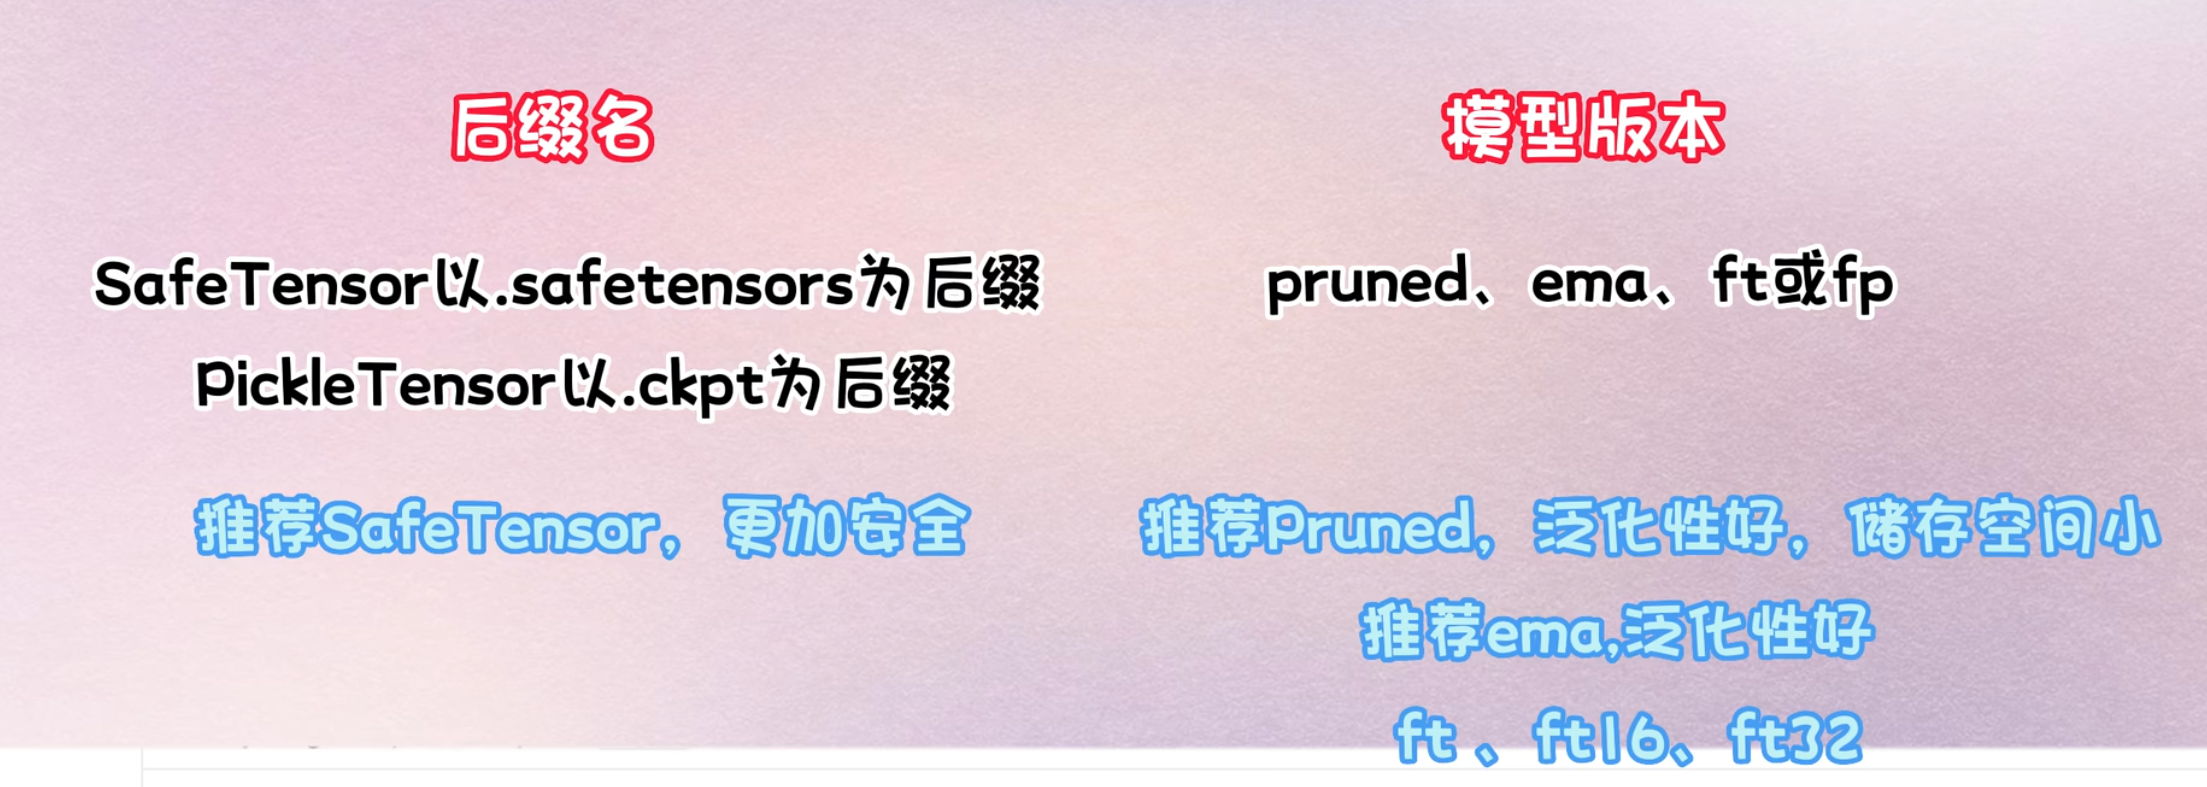 后缀名
SafeTensor以.safetensors为后缀
PickleTensor以.ckpt为后缀
推荐SafeTensor，更加安全
模型版本
pruned、ema、ft或fp
推荐Pruned，泛化性好，储存空间小
推荐ema,泛化性好
ft 、ft16、ft32